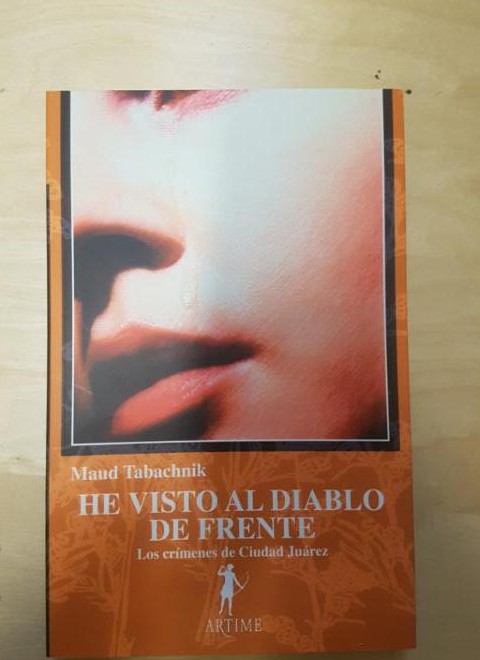 Maud Tabachnik
HE VISTO AL DIABLO
DE FRENTE
Los crímenes de Ciudad Juárez
ARTIME